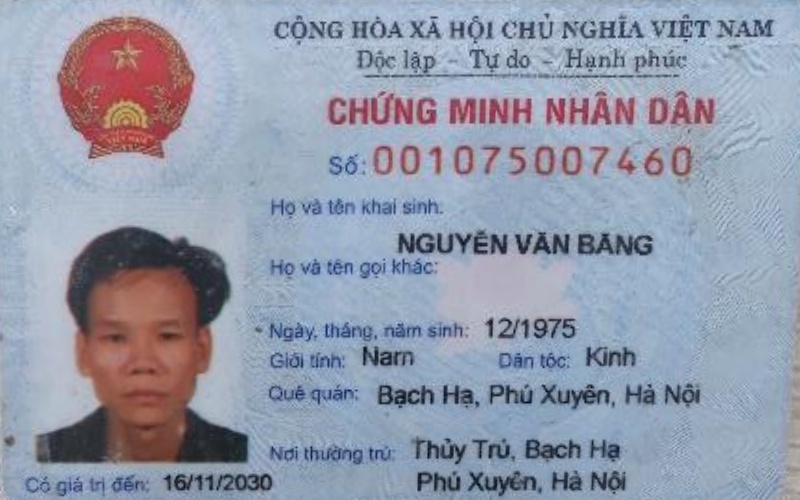 CỘNG HÒA XÃ HỘI CHỦ NGHĨA VIỆT NAM
Độc lập - Tự do - Hạnh phúc
CHỨNG MINH NHÂN DÂN
Số: 001075007460
Họ và tên khai sinh:
NGUYỄN VĂN BẰNG
Họ và tên gọi khác:
Ngày, tháng, năm sinh: 12/1975
Giới tính: Nam Dân tộc: Kinh
Quê quán: Bạch Hạ, Phú Xuyên, Hà Nội
Nơi thường trú: Thủy Trú, Bạch Hạ
Phú Xuyên, Hà Nội
Có giá trị đến: 16/11/2030